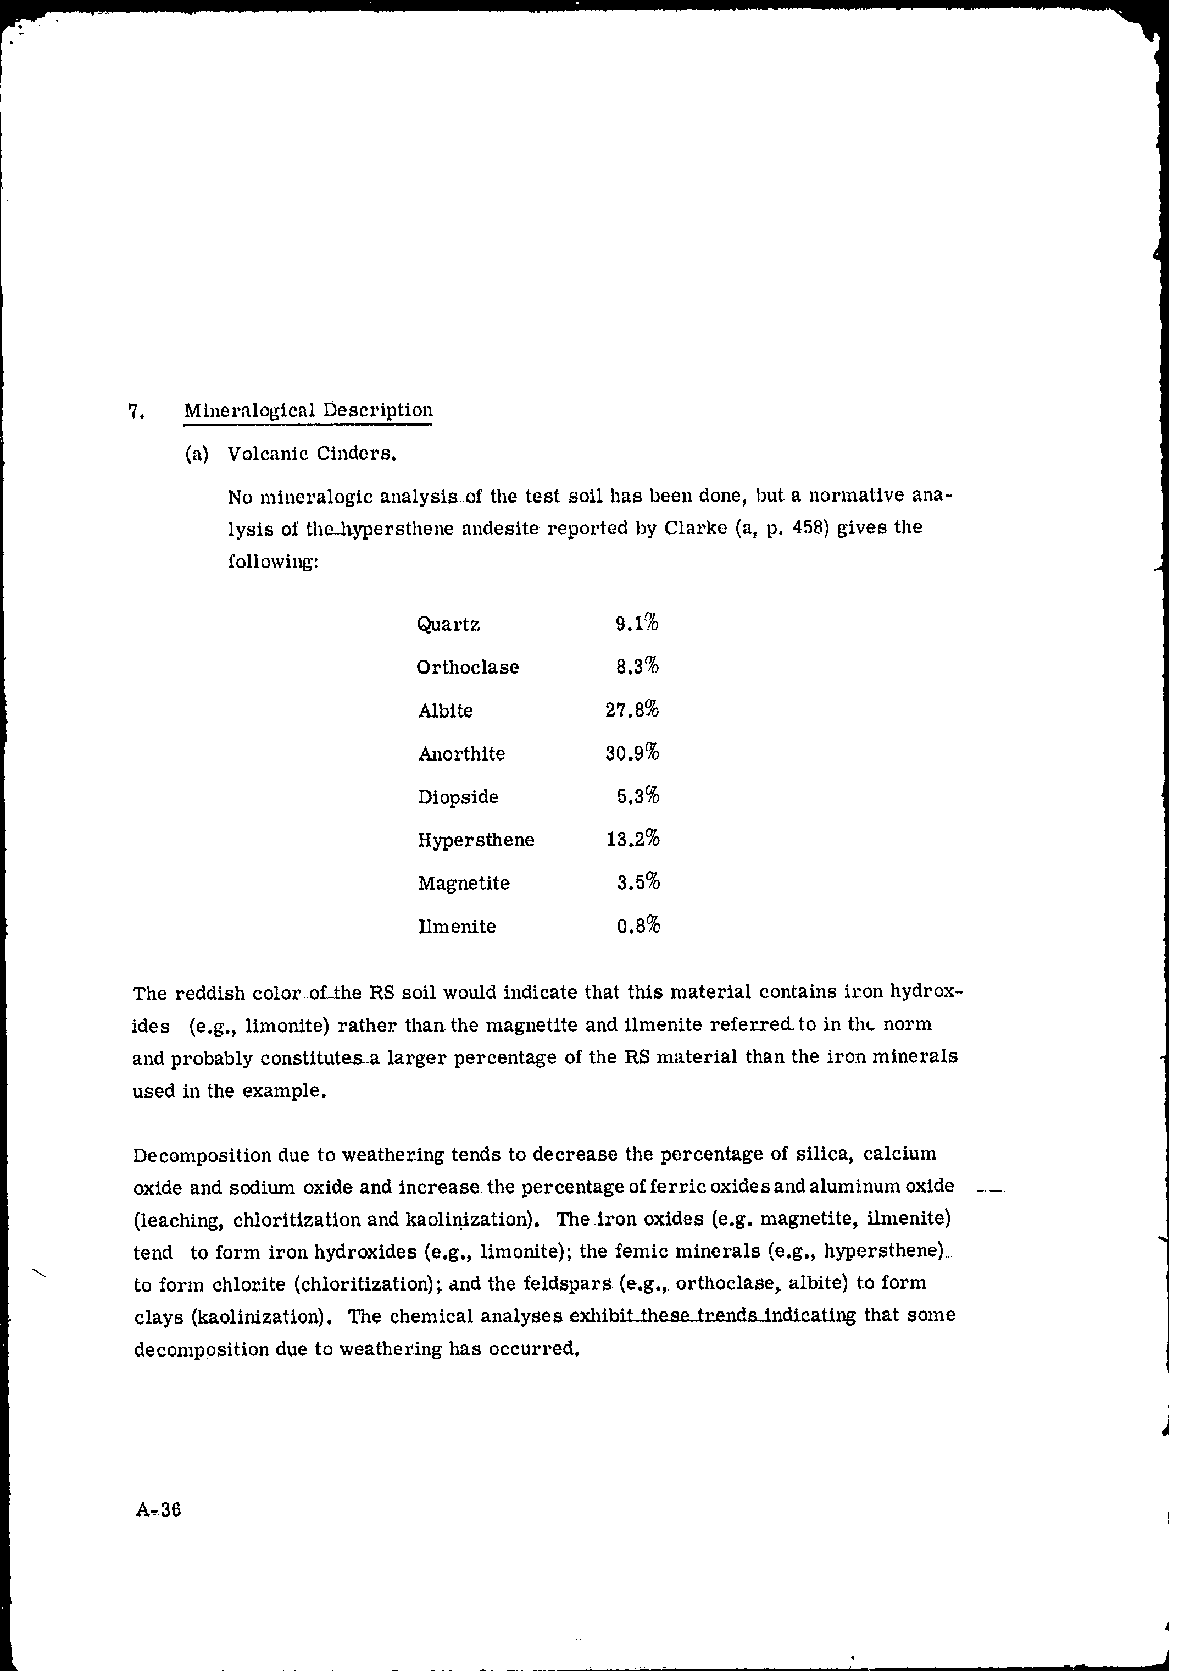 7. Mineralogical Description
(a) Volcanic Cinders.
No mineralogic analysis of the test soil has been done, but a normative ana-
lysis of the hypersthene andesite reported by Clarke (a, p. 458) gives the
following:
Quartz 9.1%
Orthoclase 8.3%
Albite 27.8%
Anorthite 30.9%
Diopside 5.3%
Hypersthene 13.2%
Magnetite 3.5%
Ilmenite 0.8%
The reddish color of the RS soil would indicate that this material contains iron hydrox-
ides (e.g., limonite) rather than the magnetite and ilmenite referred to in the norm
and probably constitutes a larger percentage of the RS material than the iron minerals
used in the example.
Decomposition due to weathering tends to decrease the percentage of silica, calcium
oxide and sodium oxide and increase the percentage of ferric oxides and aluminum oxide
(leaching, chloritization and kaolinization). The iron oxides (e.g. magnetite, ilmenite)
tend to form iron hydroxides (e.g., limonite); the femic minerals (e.g., hypersthene)
to form chlorite (chloritization); and the feldspars (e.g., orthoclase, albite) to form
clays (kaolinization). The chemical analyses exhibit these trends indicating that some
decomposition due to weathering has occurred.
A-36